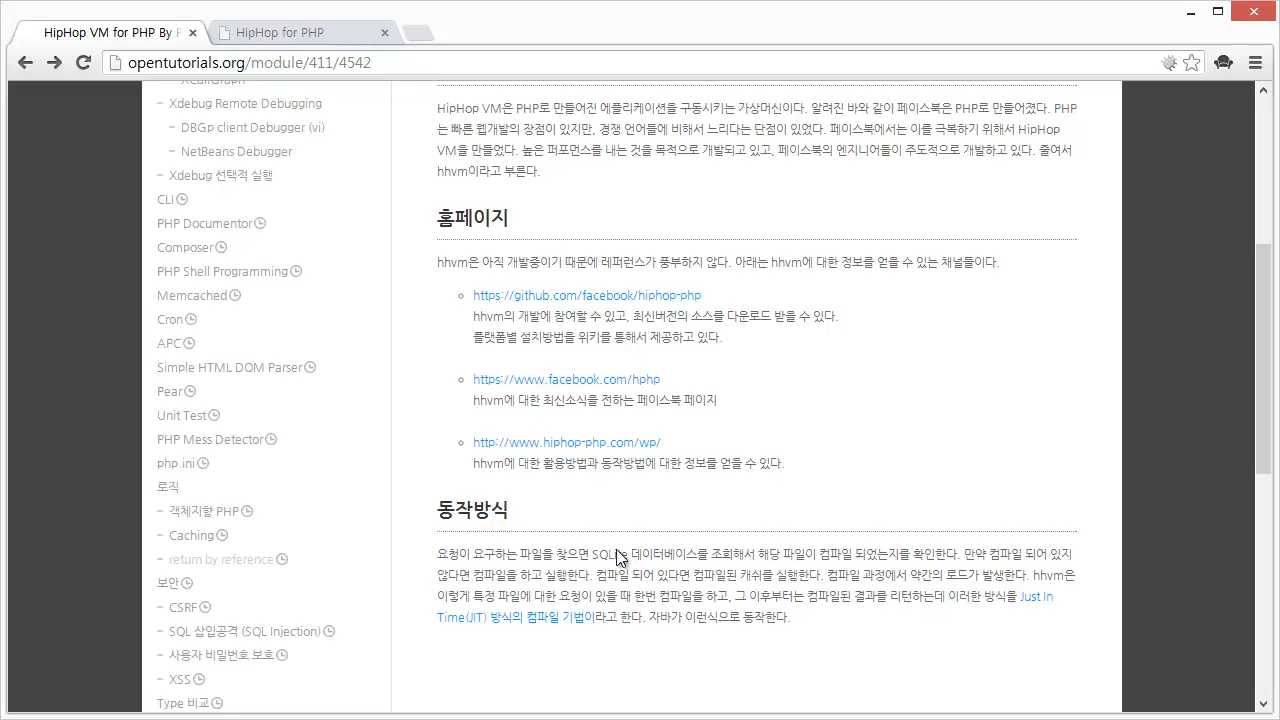 HipHop VM for PHP By F
HipHop for PHP
opentutorials.org/module/411/4542
XCallGraph
- Xdebug Remote Debugging
- DBGp client Debugger (vi)
- NetBeans Debugger
- Xdebug 선택적 실행
CLI
PHP Documentor
Composer
PHP Shell Programming
Memcached
Cron
APC
Simple HTML DOM Parser
Pear
Unit Test
PHP Mess Detector
php.ini
로직
- 객체지향 PHP
- Caching
- return by reference
보안
- CSRF
- SQL 삽입공격 (SQL Injection)
- 사용자 비밀번호 보호
- XSS
Type 비교
HipHop VM은 PHP로 만들어진 에플리케이션을 구동시키는 가상머신이다. 알려진 바와 같이 페이스북은 PHP로 만들어졌다. PHP
는 빠른 웹개발의 장점이 있지만, 경쟁 언어들에 비해서 느리다는 단점이 있었다. 페이스북에서는 이를 극복하기 위해서 HipHop
VM을 만들었다. 높은 퍼포먼스를 내는 것을 목적으로 개발되고 있고, 페이스북의 엔지니어들이 주도적으로 개발하고 있다. 줄여서
hhvm이라고 부른다.
홈페이지
hhvm은 아직 개발중이기 때문에 레퍼런스가 풍부하지 않다. 아래는 hhvm에 대한 정보를 얻을 수 있는 채널들이다.
https://github.com/facebook/hiphop-php
hhvm의 개발에 참여할 수 있고, 최신버전의 소스를 다운로드 받을 수 있다.
플랫폼별 설치방법을 위키를 통해서 제공하고 있다.
https://www.facebook.com/hphp
hhvm에 대한 최신소식을 전하는 페이스북 페이지
http://www.hiphop-php.com/wp/
hhvm에 대한 활용방법과 동작방법에 대한 정보를 얻을 수 있다.
동작방식
요청이 요구하는 파일을 찾으면 SQL 데이터베이스를 조회해서 해당 파일이 컴파일 되었는지를 확인한다. 만약 컴파일 되어 있지
않다면 컴파일을 하고 실행한다. 컴파일 되어 있다면 컴파일된 캐쉬를 실행한다. 컴파일 과정에서 약간의 로드가 발생한다. hhvm은
이렇게 특정 파일에 대한 요청이 있을 때 한번 컴파일을 하고, 그 이후부터는 컴파일된 결과를 리턴하는데 이러한 방식을 Just In
Time(JIT) 방식의 컴파일 기법이라고 한다. 자바가 이런식으로 동작한다.